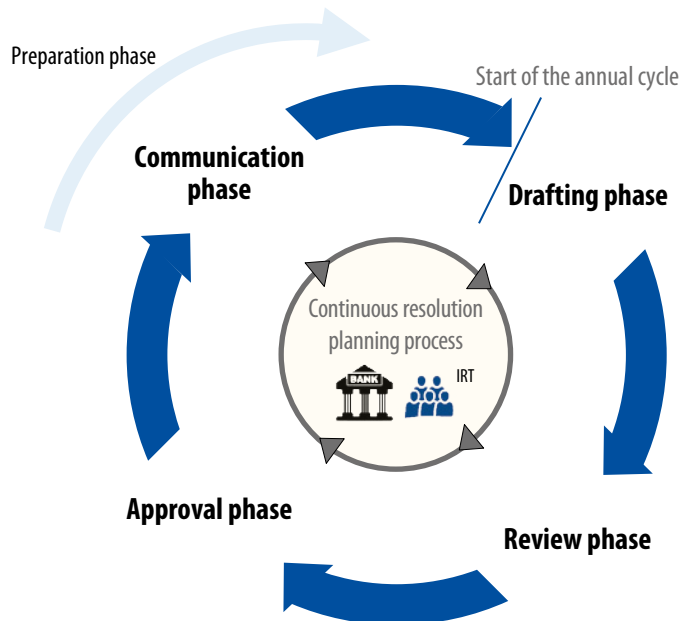 Preparation phase
Start of the annual cycle
Communication
phase
Drafting phase
Continuous resolution
planning process
BANK
IRT
Approval phase
Review phase